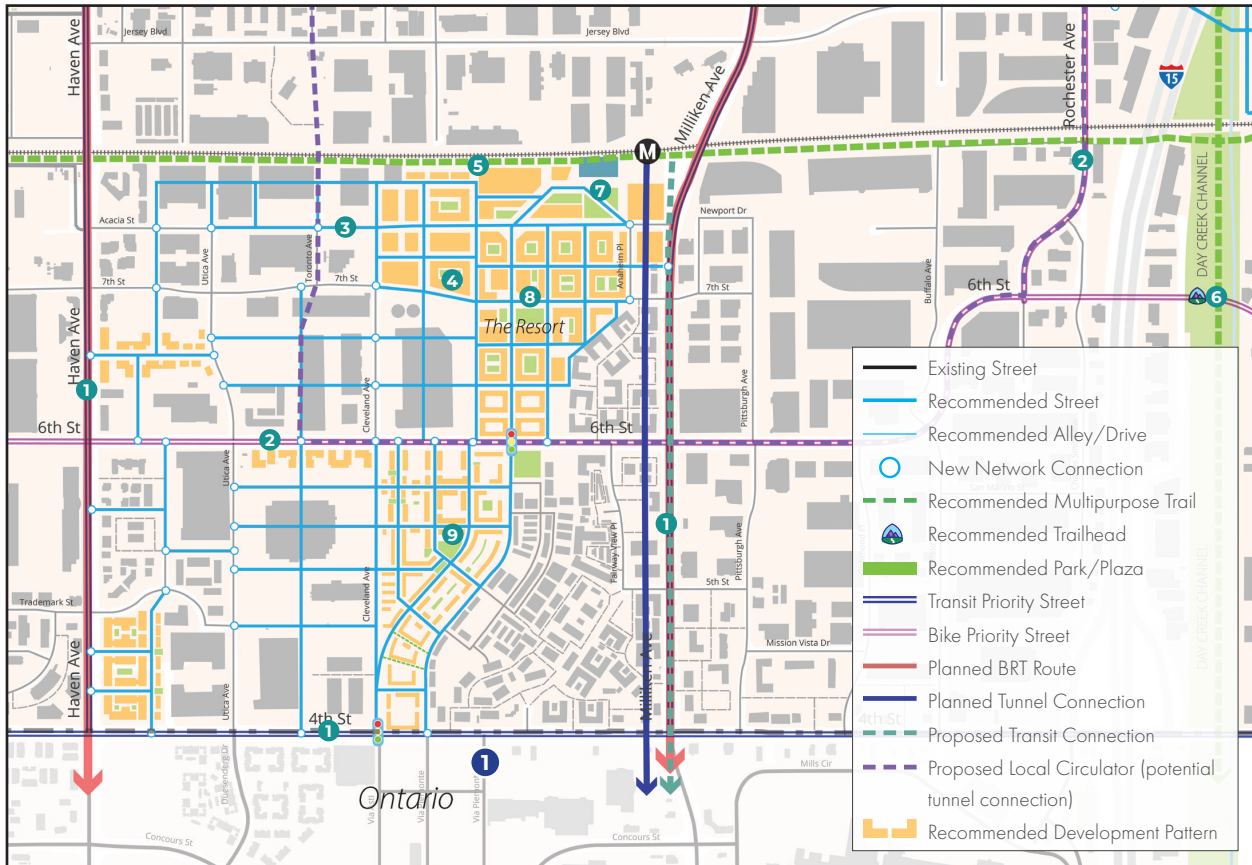 Jersey Blvd
Jersey Blvd
Haven Ave
Milliken Ave
Rochester Ave
15
M
5
7
2
DAY CREEK CHANNEL
Acacia St
3
Newport Dr
Utica Ave
Toronto Ave
Anaheim Pl
7th St
7th St
4
7th St
Buffalo Ave
6th St
6
8
The Resort
Haven Ave
1
Cleveland Ave
Pittsburgh Ave
6th St
2
6th St
Utica Ave
9
1
Fairway View Pl
Pittsburgh Ave
5th St
Cleveland Ave
Trademark St
Mission Vista Dr
Haven Ave
Utica Ave
Milliken Ave
4th St
1
4th St
DAY CREEK CHANNEL
1
Duesenberg Dr
Via Piemonte
Mills Cir
Ontario
Concours St
Concours St
Existing Street
Recommended Street
Recommended Alley/Drive
New Network Connection
Recommended Multipurpose Trail
Recommended Trailhead
Recommended Park/Plaza
Transit Priority Street
Bike Priority Street
Planned BRT Route
Planned Tunnel Connection
Proposed Transit Connection
Proposed Local Circulator (potential
tunnel connection)
Recommended Development Pattern